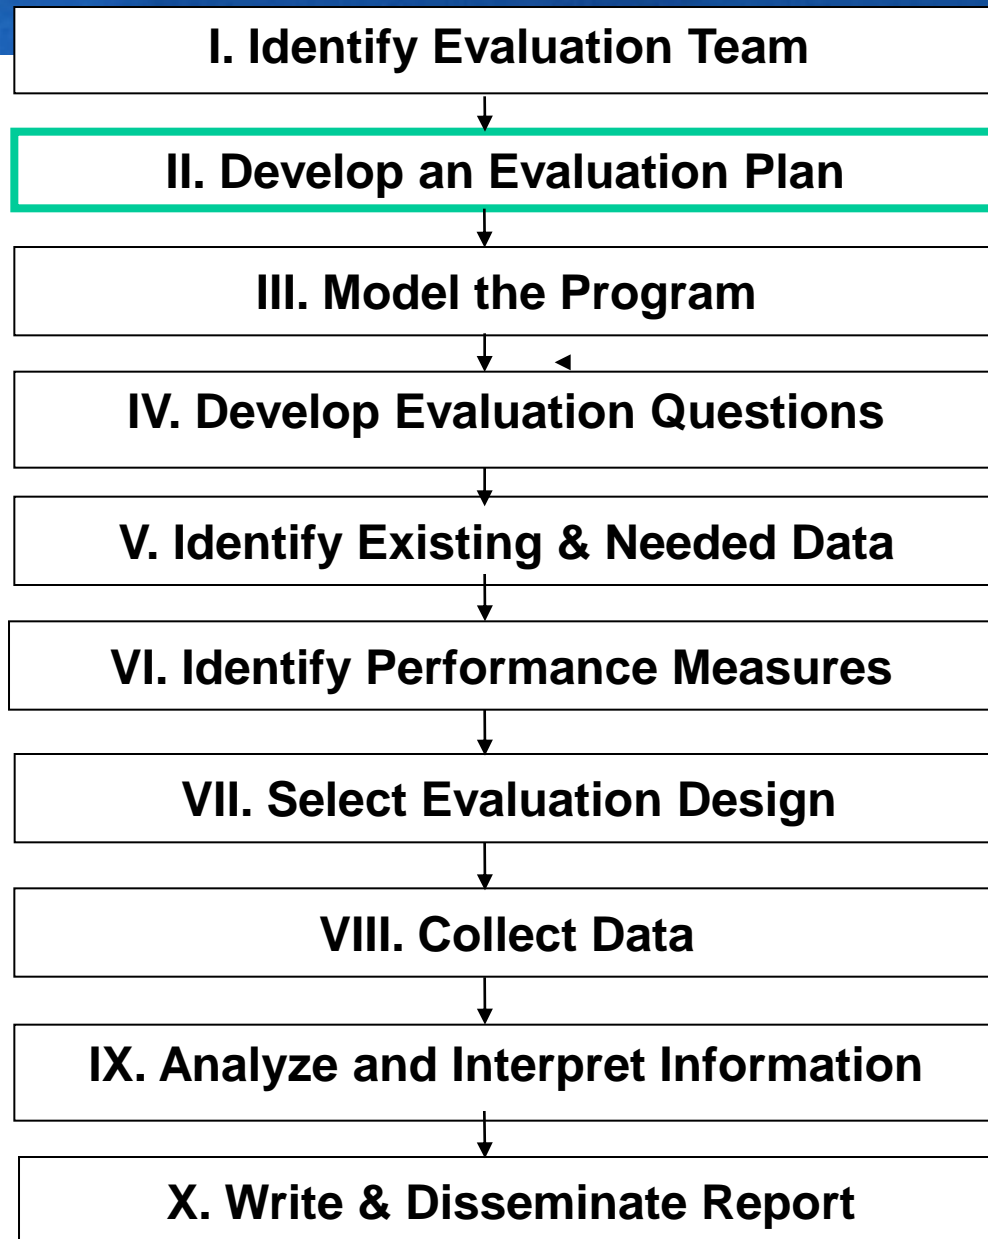 I. Identify Evaluation Team
II. Develop an Evaluation Plan
III. Model the Program
IV. Develop Evaluation Questions
V. Identify Existing & Needed Data
VI. Identify Performance Measures
VII. Select Evaluation Design
VIII. Collect Data
IX. Analyze and Interpret Information
X. Write & Disseminate Report